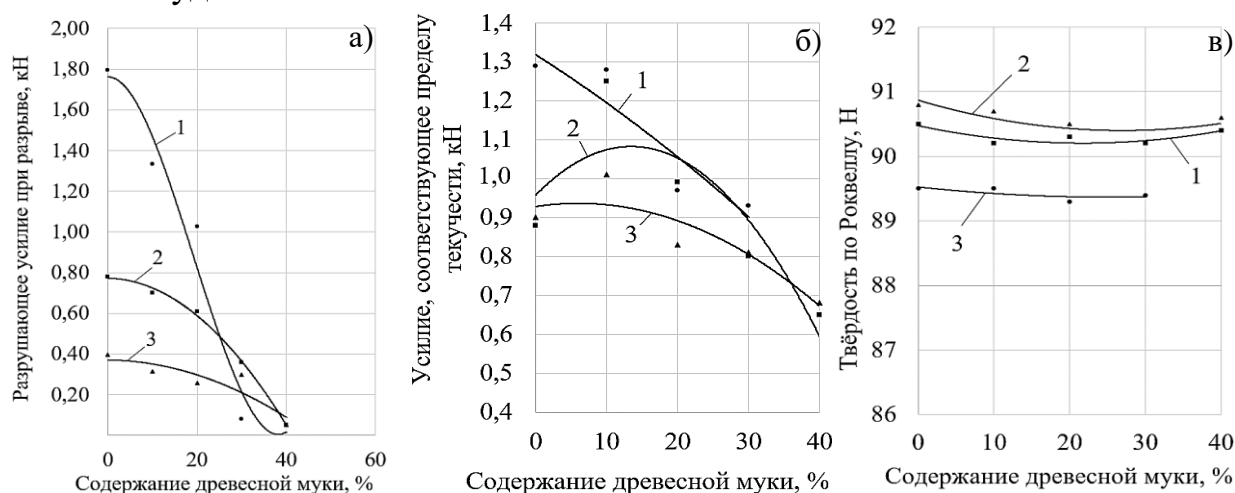 а)
Разрушающее усилие при разрыве, кН
2,00
1,80
1,60
1,40
1,20
1,00
0,80
0,60
0,40
0,20
1
2
3
0 20 40 60
Содержание древесной муки, %
б)
Усилие, соответствующее пределу
текучести, кН
1,4
1,3
1,2
1,1
1,0
0,9
0,8
0,7
0,6
0,5
0,4
1
2
3
0 10 20 30 40
Содержание древесной муки, %
в)
Твёрдость по Роквеллу, Н
92
91
90
89
88
87
86
2
1
3
0 10 20 30 40
Содержание древесной муки, %